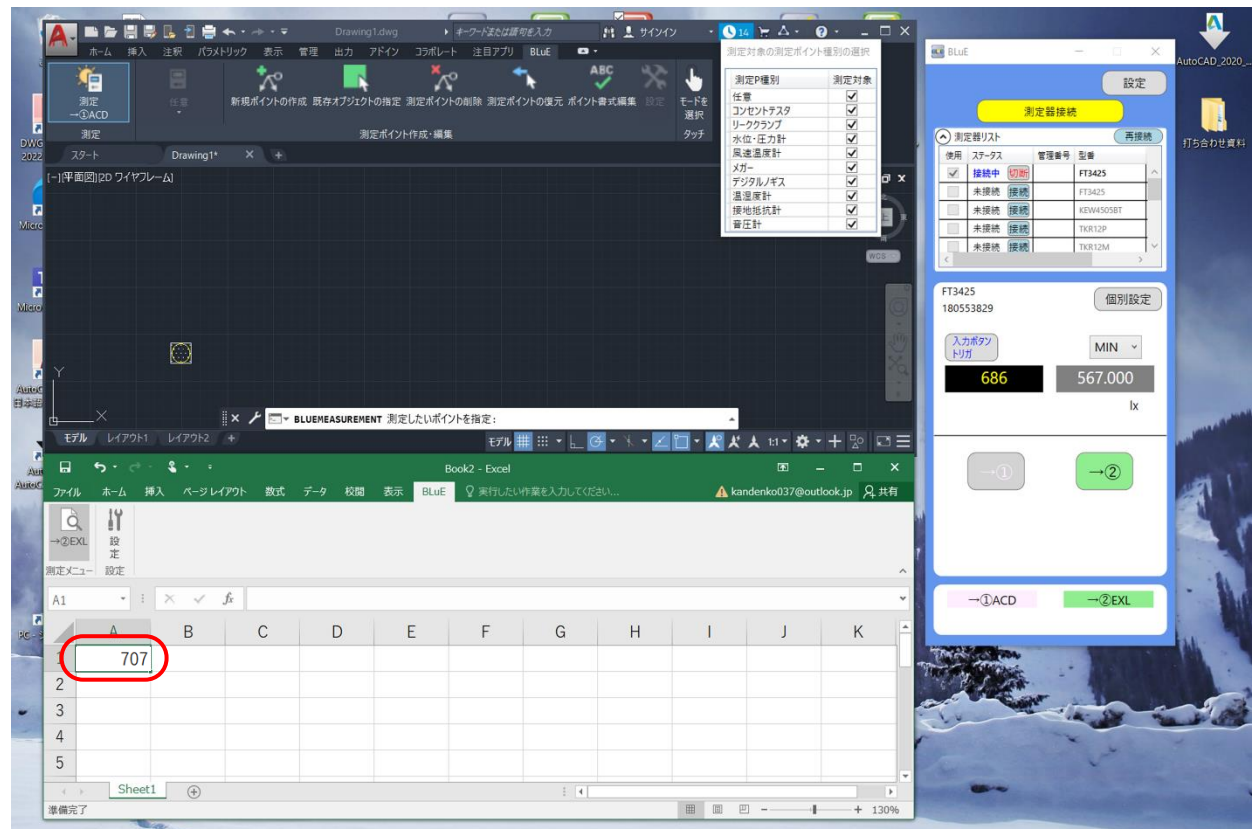 Drawing1.dwg
キーワードまたは語句を入力
サインイン
14
ホーム 挿入 注釈 パラメトリック 表示 管理 出力 アドイン コラボレート 注目アプリ BLuE
測定
→①ACD
任意
新規ポイントの作成 既存オブジェクトの指定 測定ポイントの削除 測定ポイントの復元 ポイント書式編集 設定
ABC
モードを
選択
測定
測定ポイント作成・編集
タッチ
スタート
Drawing1*
[-][平面図][2D ワイヤフレーム]
測定対象の測定ポイント種別の選択
測定P種別 測定対象
任意
コンセントテスタ
リーククランプ
水位・圧力計
風速温度計
メガー
デジタルノギス
温湿度計
接地抵抗計
音圧計
上
WCS
Y
X
BLUEMEASUREMENT 測定したいポイントを指定:
モデル レイアウト1 レイアウト2 +
モデル
1:1
Book2 - Excel
ファイル ホーム 挿入 ページ レイアウト 数式 データ 校閲 表示 BLuE 実行したい作業を入力してください...
kandenko037@outlook.jp 共有
→②EXL
設
定
測定メニュー 設定
A1
fx
A B C D E F G H I J K
1 707
2
3
4
5
Sheet1
準備完了
130%
BLuE
設定
測定器接続
測定器リスト 再接続
使用 ステータス 管理番号 型番
接続中 切断 FT3425
未接続 接続 FT3425
未接続 接続 KEW4505BT
未接続 接続 TKR12P
未接続 接続 TKR12M
FT3425
180553829
個別設定
入力ボタン
トリガ
MIN
686
567.000
lx
→①
→②
→①ACD
→②EXL
AutoCAD_2020_...
打ち合わせ資料
DWG
2022
Micro
Micro
AutoC
日本語
AutoC